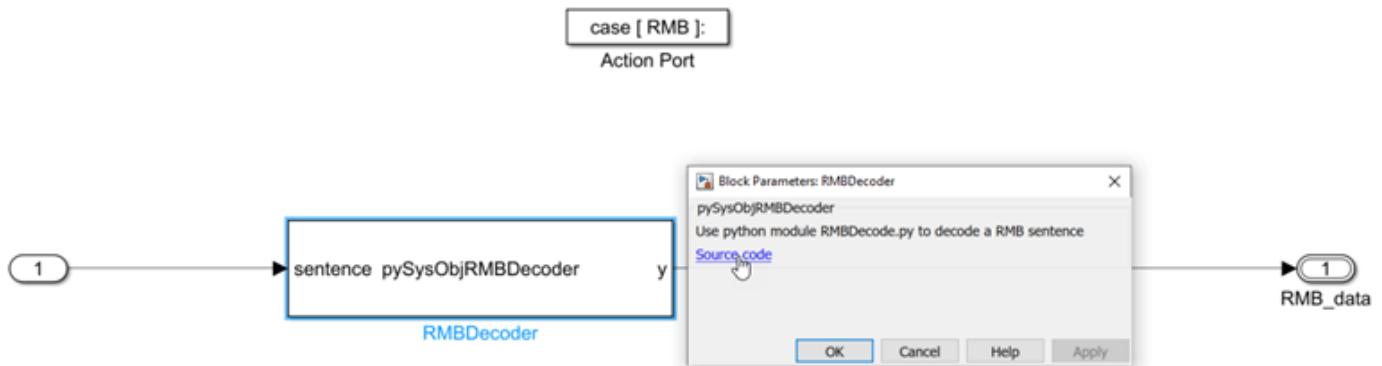 case [ RMB ]:
Action Port
Block Parameters: RMBDecoder
pySysObjRMBDecoder
Use python module RMBDecode.py to decode a RMB sentence
Source code
1
sentence pySysObjRMBDecoder y
1
RMB_data
RMBDecoder
OK Cancel Help Apply